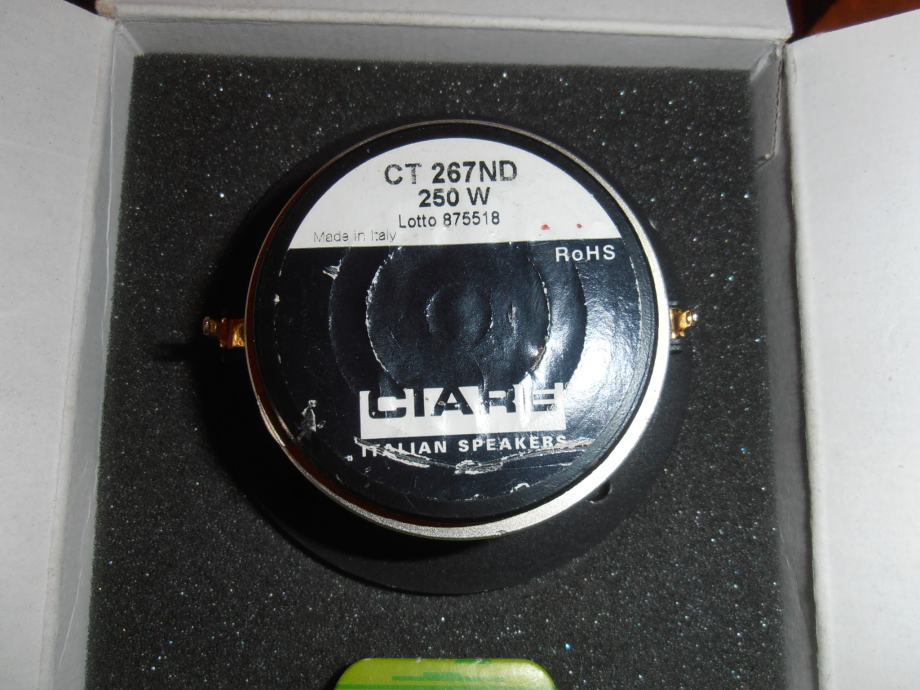 CT 267ND
250 W
Lotto 875518
Made in Italy
RoHS
CIARE
ITALIAN SPEAKERS